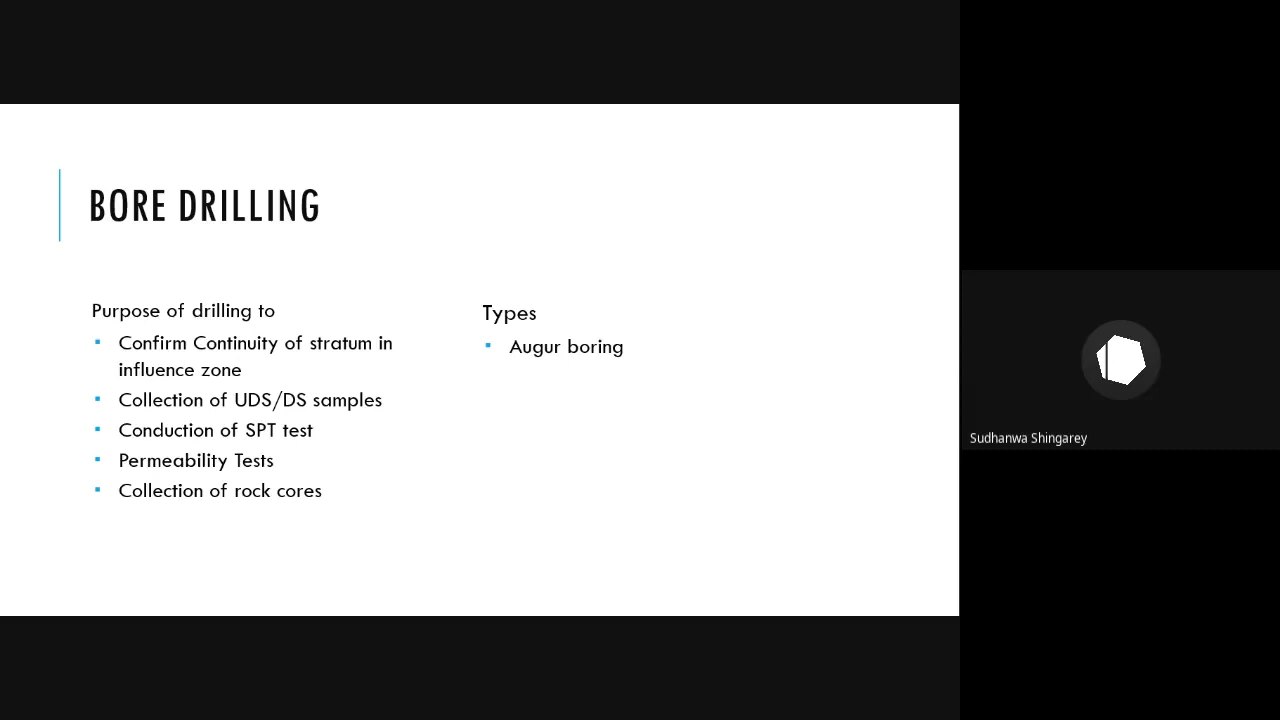 BORE DRILLING
Purpose of drilling to
Confirm Continuity of stratum in
influence zone
Collection of UDS/DS samples
Conduction of SPT test
Permeability Tests
Collection of rock cores
Types
Augur boring
Sudhanwa Shingarey